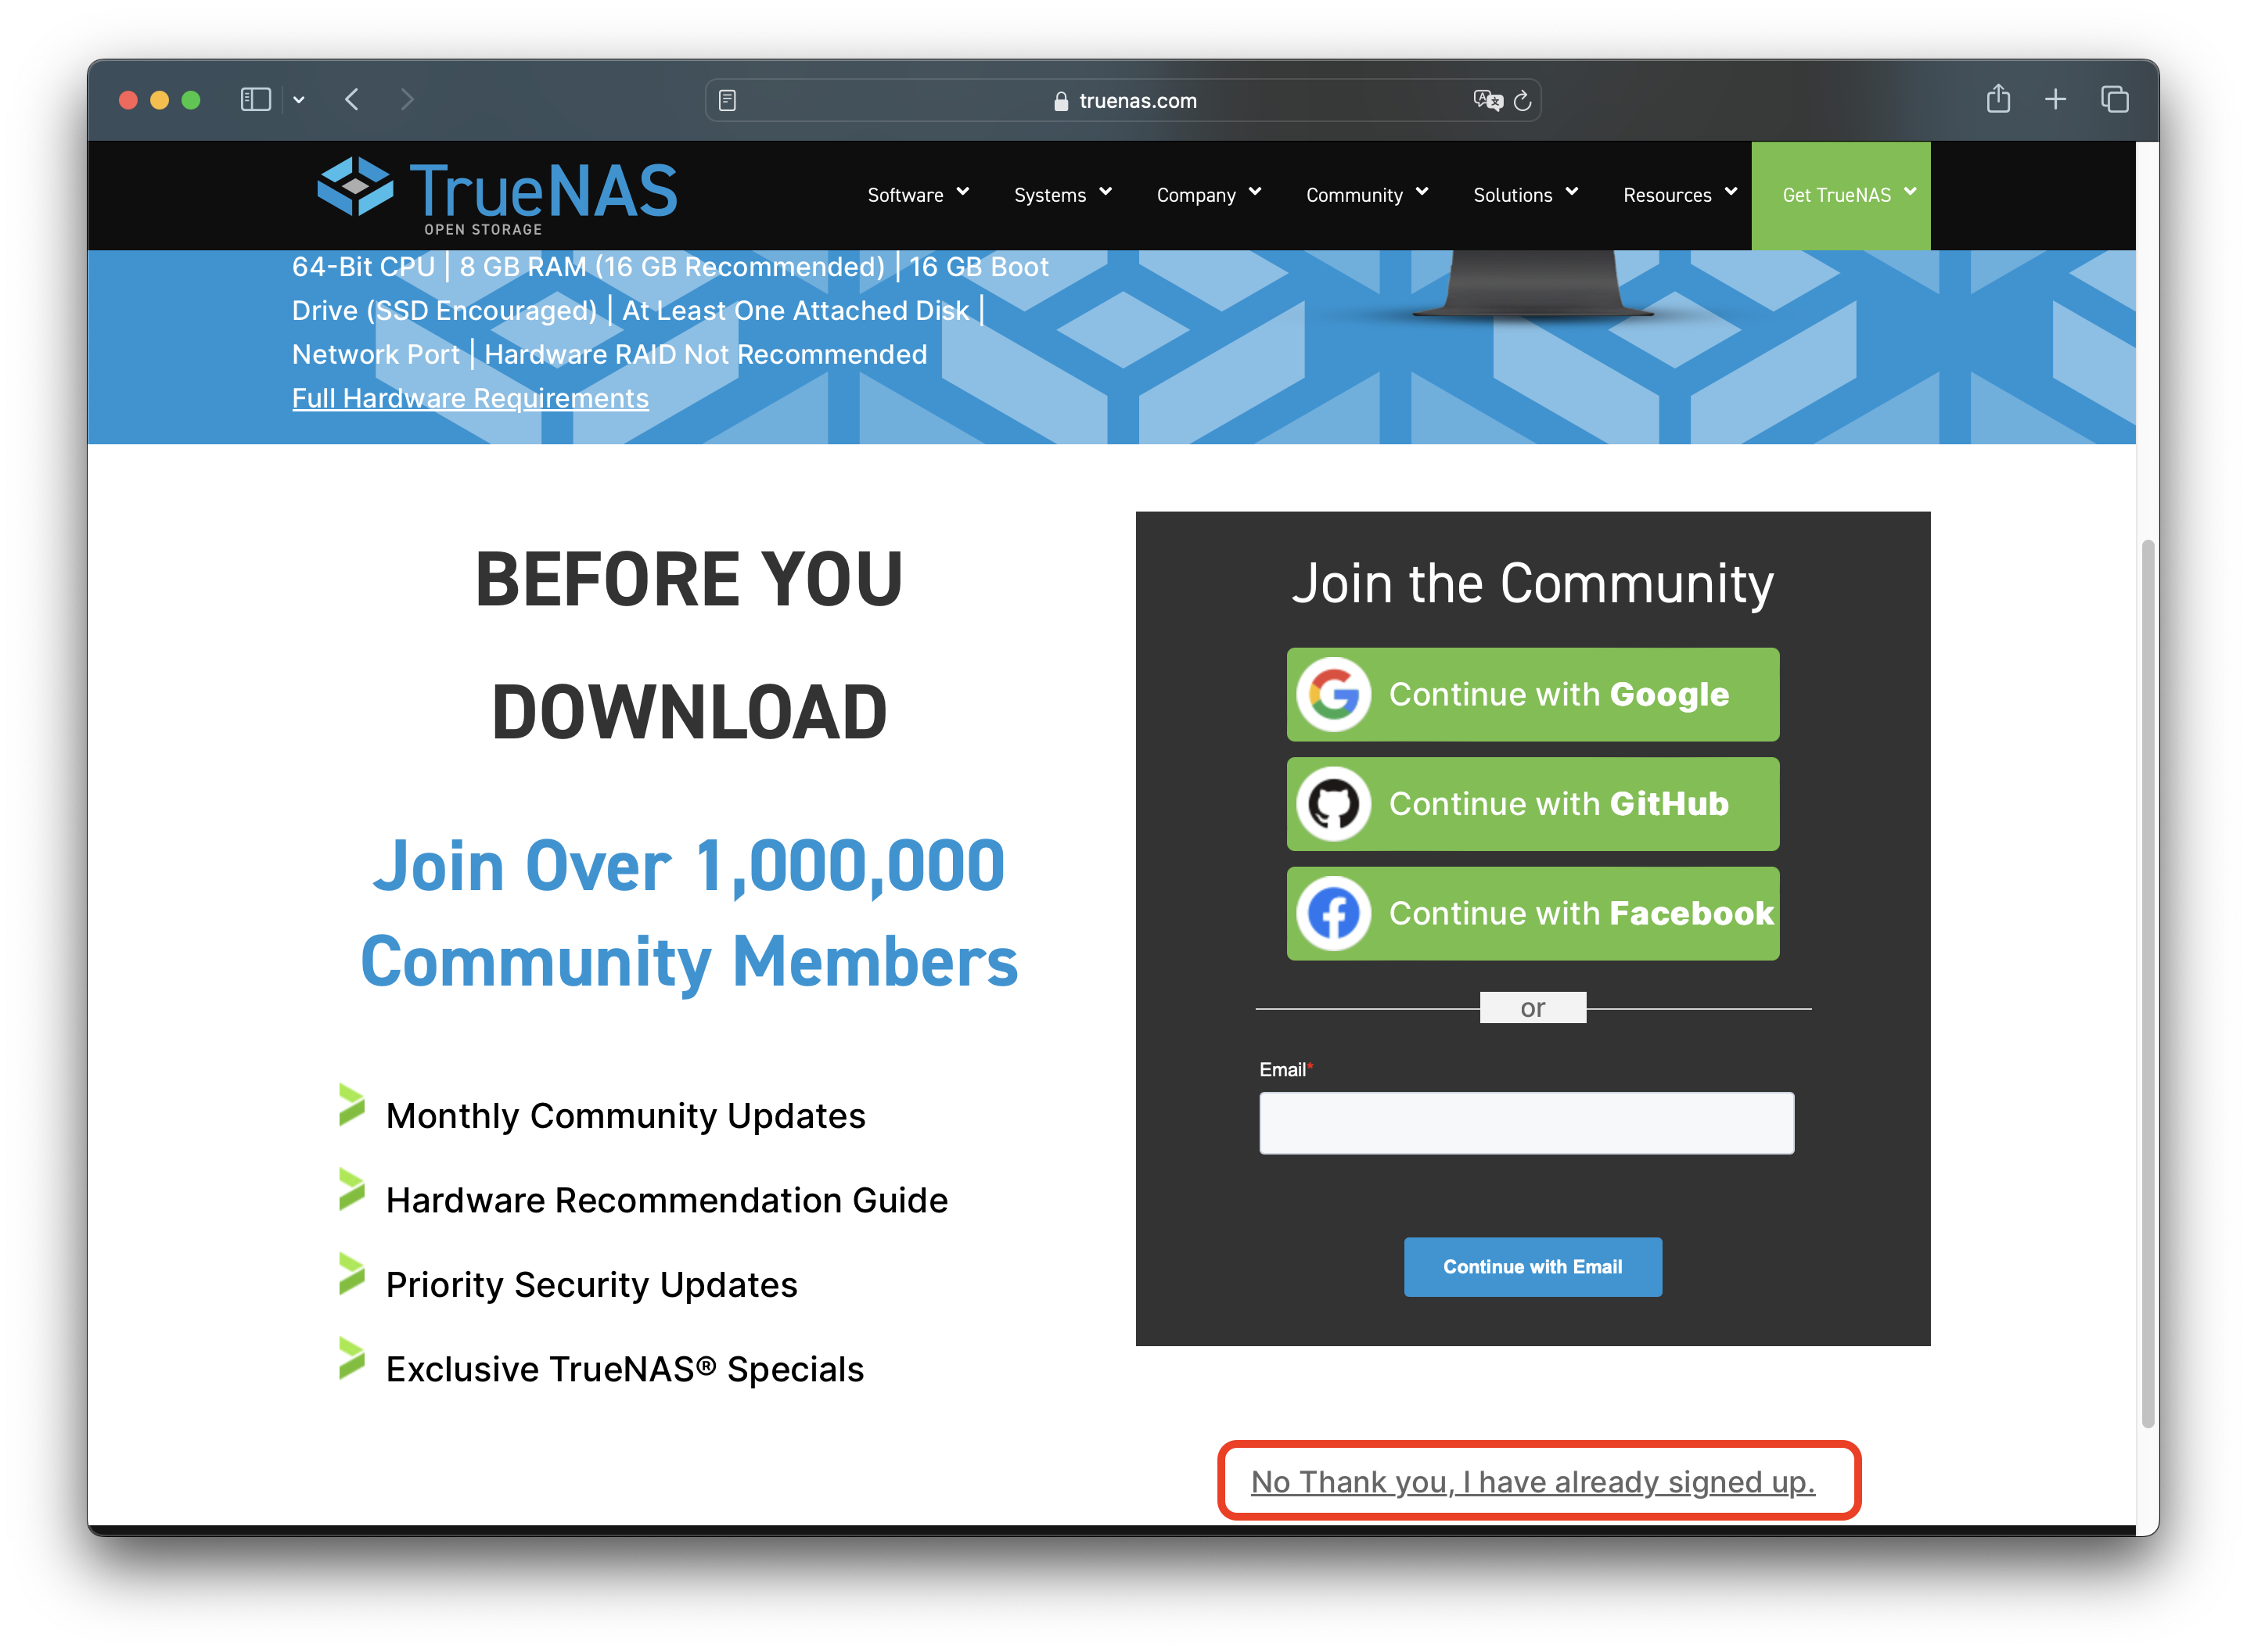 truenas.com
TrueNAS
OPEN STORAGE
Software
Systems
Company
Community
Solutions
Resources
Get TrueNAS
64-Bit CPU | 8 GB RAM (16 GB Recommended) | 16 GB Boot
Drive (SSD Encouraged) | At Least One Attached Disk |
Network Port | Hardware RAID Not Recommended
Full Hardware Requirements
BEFORE YOU
DOWNLOAD
Join Over 1,000,000
Community Members
Monthly Community Updates
Hardware Recommendation Guide
Priority Security Updates
Exclusive TrueNAS® Specials
Join the Community
Continue with Google
Continue with GitHub
Continue with Facebook
or
Email*
Continue with Email
No Thank you, I have already signed up.